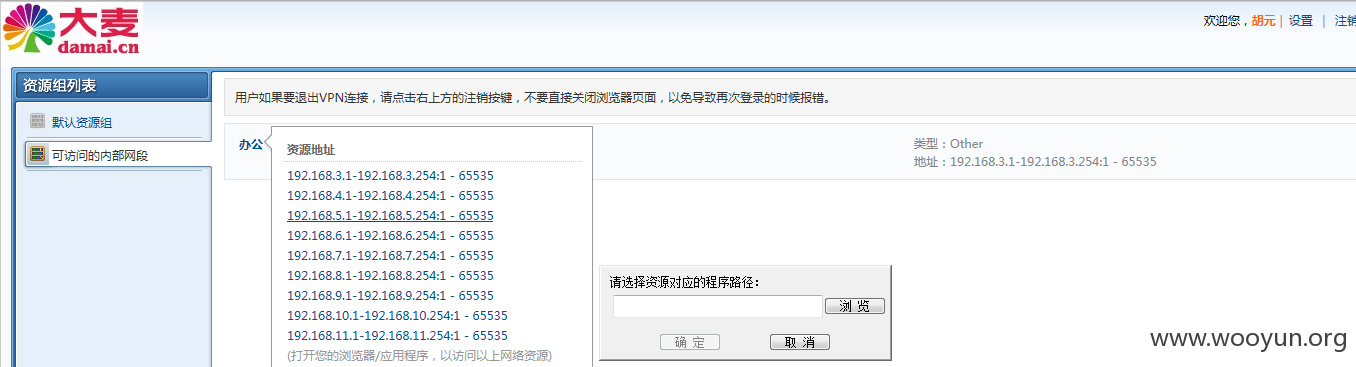 大麦
damai.cn
欢迎您，胡元 | 设置 | 注销
资源组列表
默认资源组
可访问的内部网段
用户如果要退出VPN连接，请点击右上方的注销按键，不要直接关闭浏览器页面，以免导致再次登录的时候报错。
办公
类型：Other
地址：192.168.3.1-192.168.3.254:1 - 65535
资源地址
192.168.3.1-192.168.3.254:1 - 65535
192.168.4.1-192.168.4.254:1 - 65535
192.168.5.1-192.168.5.254:1 - 65535
192.168.6.1-192.168.6.254:1 - 65535
192.168.7.1-192.168.7.254:1 - 65535
192.168.8.1-192.168.8.254:1 - 65535
192.168.9.1-192.168.9.254:1 - 65535
192.168.10.1-192.168.10.254:1 - 65535
192.168.11.1-192.168.11.254:1 - 65535
(打开您的浏览器/应用程序，以访问以上网络资源)
请选择资源对应的程序路径：
浏 览
确 定
取 消
www.wooyun.org